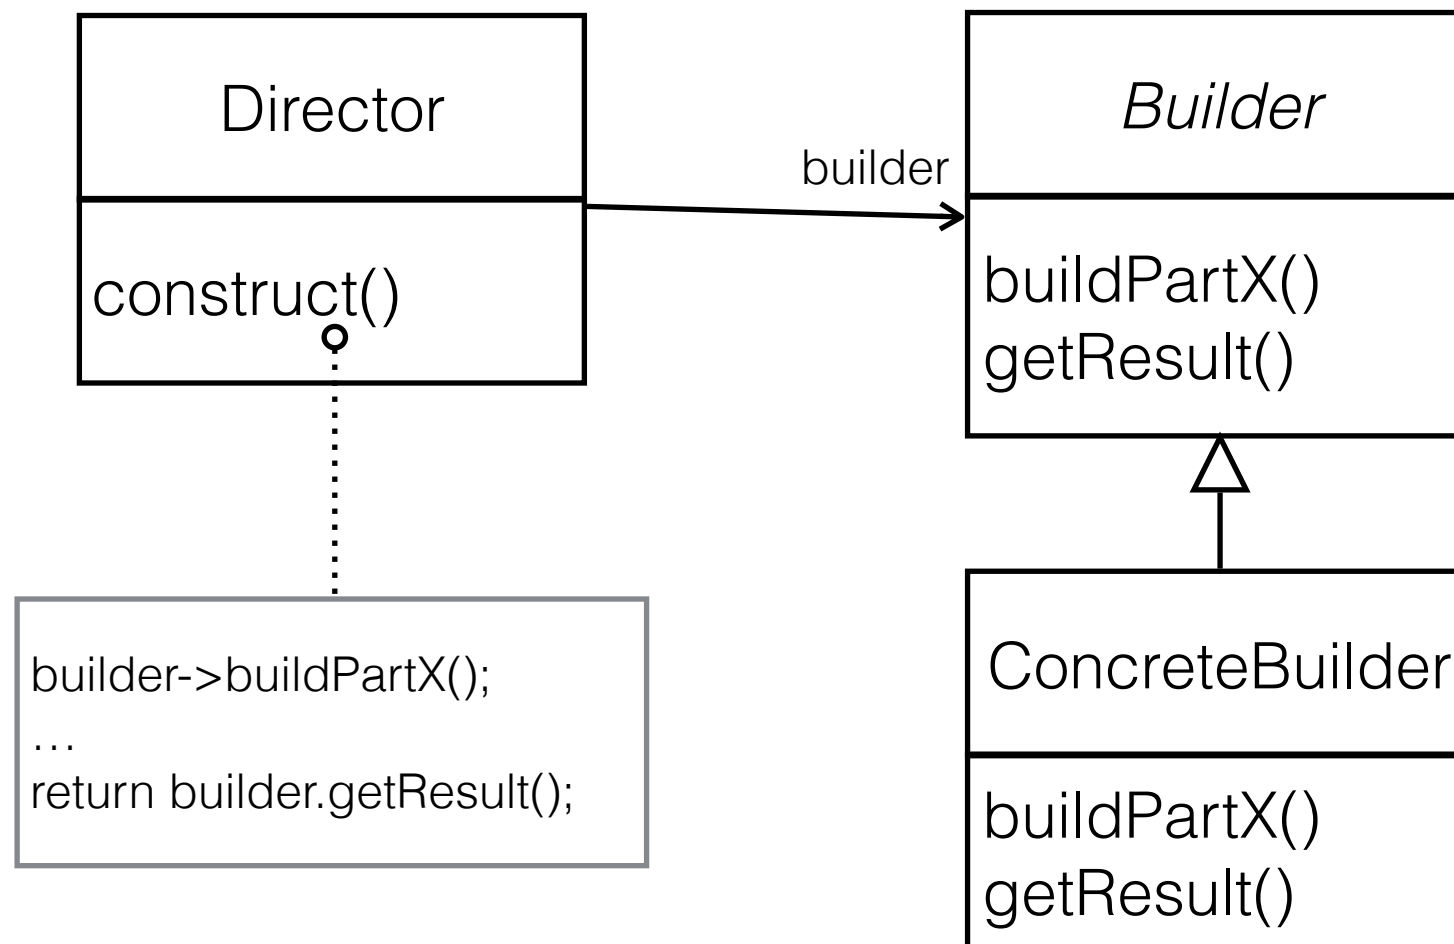 Director
construct()
builder
Builder
buildPartX()
getResult()
builder->buildPartX();
…
return builder.getResult();
ConcreteBuilder
buildPartX()
getResult()